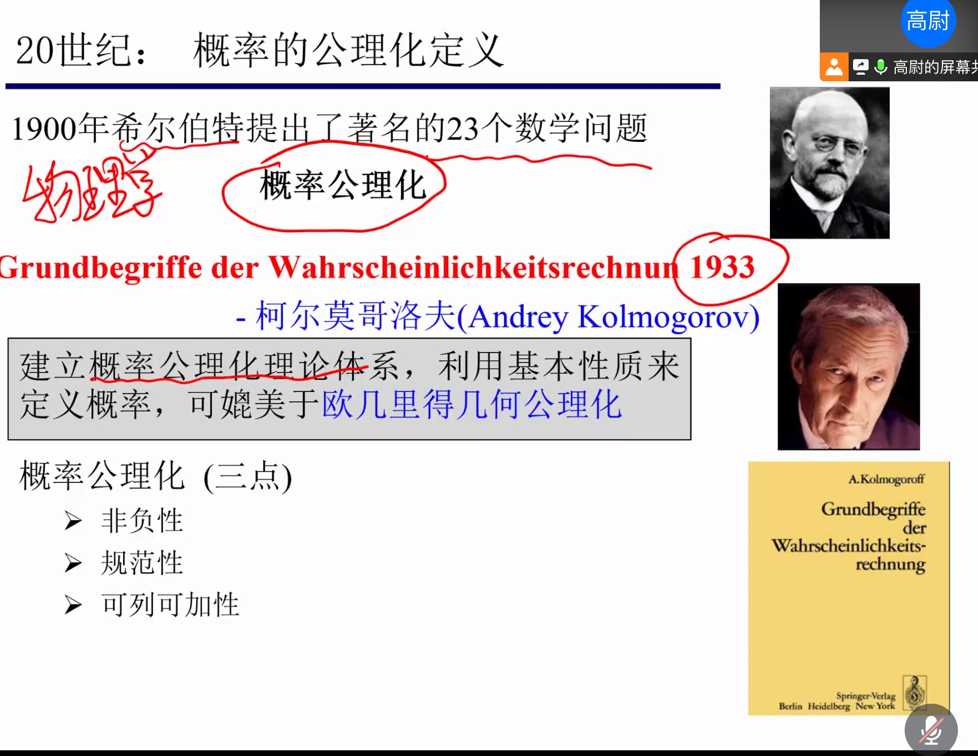 高尉
高尉的屏幕共
20世纪： 概率的公理化定义
1900年希尔伯特提出了著名的23个数学问题
物理学
概率公理化
Grundbegriffe der Wahrscheinlichkeitsrechnun 1933
- 柯尔莫哥洛夫(Andrey Kolmogorov)
建立概率公理化理论体系，利用基本性质来
定义概率，可媲美于欧几里得几何公理化
概率公理化 (三点)
➢ 非负性
➢ 规范性
➢ 可列可加性
A.Kolmogoroff
Grundbegriffe
der
Wahrscheinlichkeits-
rechnung
Springer-Verlag
Berlin Heidelberg New York